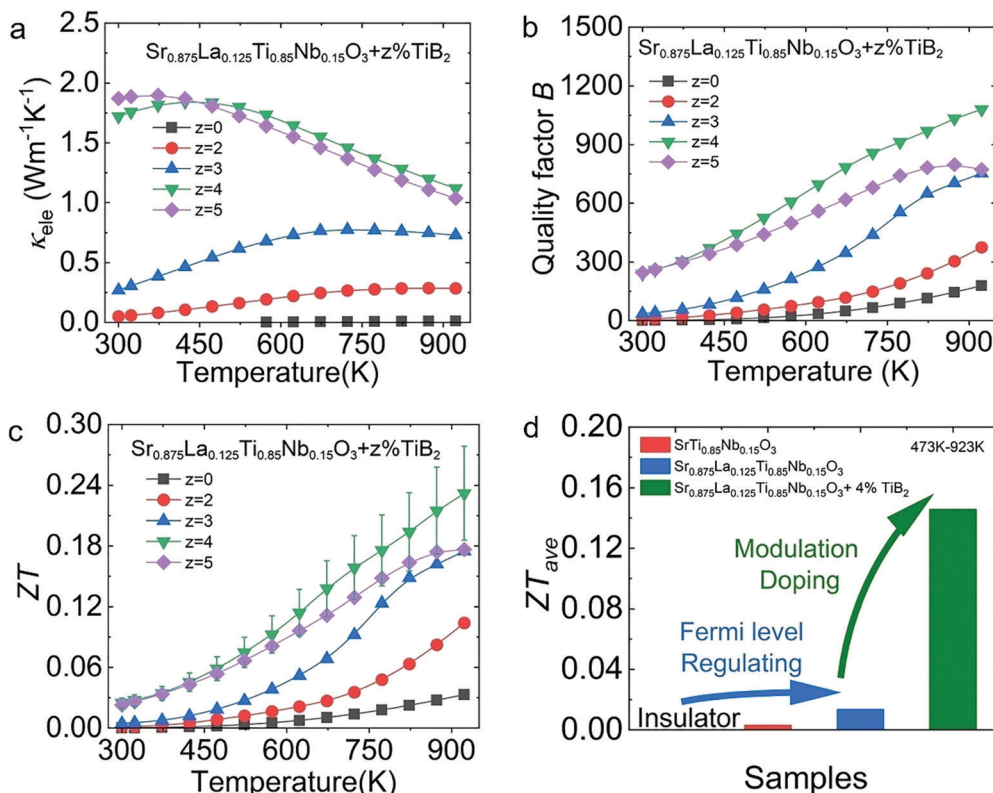 a
Sr0.875La0.125Ti0.85Nb0.15O3+z%TiB2
2.5
2.0
1.5
1.0
0.5
0.0
κele (Wm-1K-1)
z=0
z=2
z=3
z=4
z=5
300 450 600 750 900
Temperature(K)
b
Sr0.875La0.125Ti0.85Nb0.15O3+z%TiB2
1500
1200
900
600
300
0
Quality factor B
z=0
z=2
z=3
z=4
z=5
300 450 600 750 900
Temperature (K)
c
Sr0.875La0.125Ti0.85Nb0.15O3+z%TiB2
0.30
0.24
0.18
0.12
0.06
0.00
ZT
z=0
z=2
z=3
z=4
z=5
300 450 600 750 900
Temperature(K)
d
0.20
0.16
0.12
0.08
0.04
0.00
ZTave
SrTi0.85Nb0.15O3
473K-923K
Sr0.875La0.125Ti0.85Nb0.15O3
Sr0.875La0.125Ti0.85Nb0.15O3+ 4% TiB2
Modulation
Doping
Fermi level
Regulating
Insulator
Samples